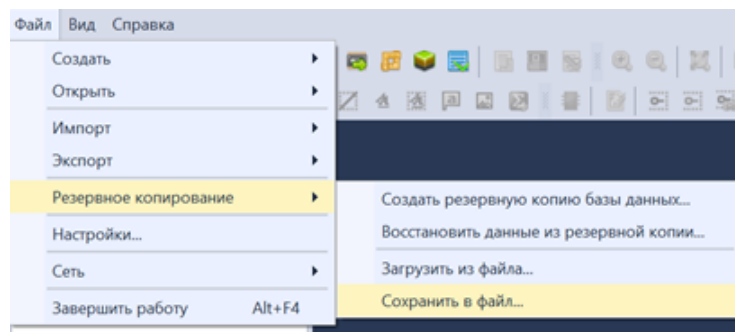 Файл Вид Справка
Создать
Открыть
Импорт
Экспорт
Резервное копирование
Создать резервную копию базы данных...
Настройки...
Восстановить данные из резервной копии...
Сеть
Загрузить из файла...
Завершить работу Alt+F4
Сохранить в файл...